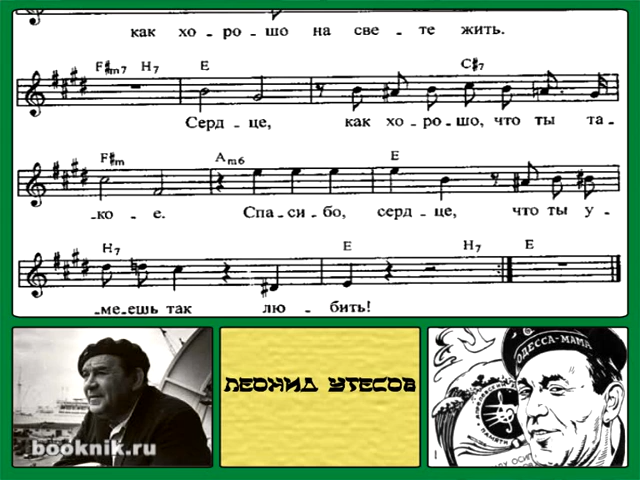 как хо - ро - шо на све - те жить.
F♯m7 H7 E C♯7
Серд - це, как хо - ро - шо, что ты та -
F♯m Am6 E
- ко - е. Спа - си - бо, серд - це, что ты у -
H7 E H7 E
- ме - ешь так лю - бить!
booknik.ru
ЛЕОНИД УТЕСОВ
ОДЕССА-МАМА
ПАМЯТИ